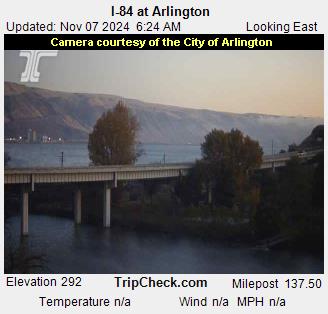 I-84 at Arlington
Updated: Nov 07 2024 6:24 AM Looking East
Camera courtesy of the City of Arlington
Elevation 292 TripCheck.com Milepost 137.50
Temperature n/a Wind n/a MPH n/a